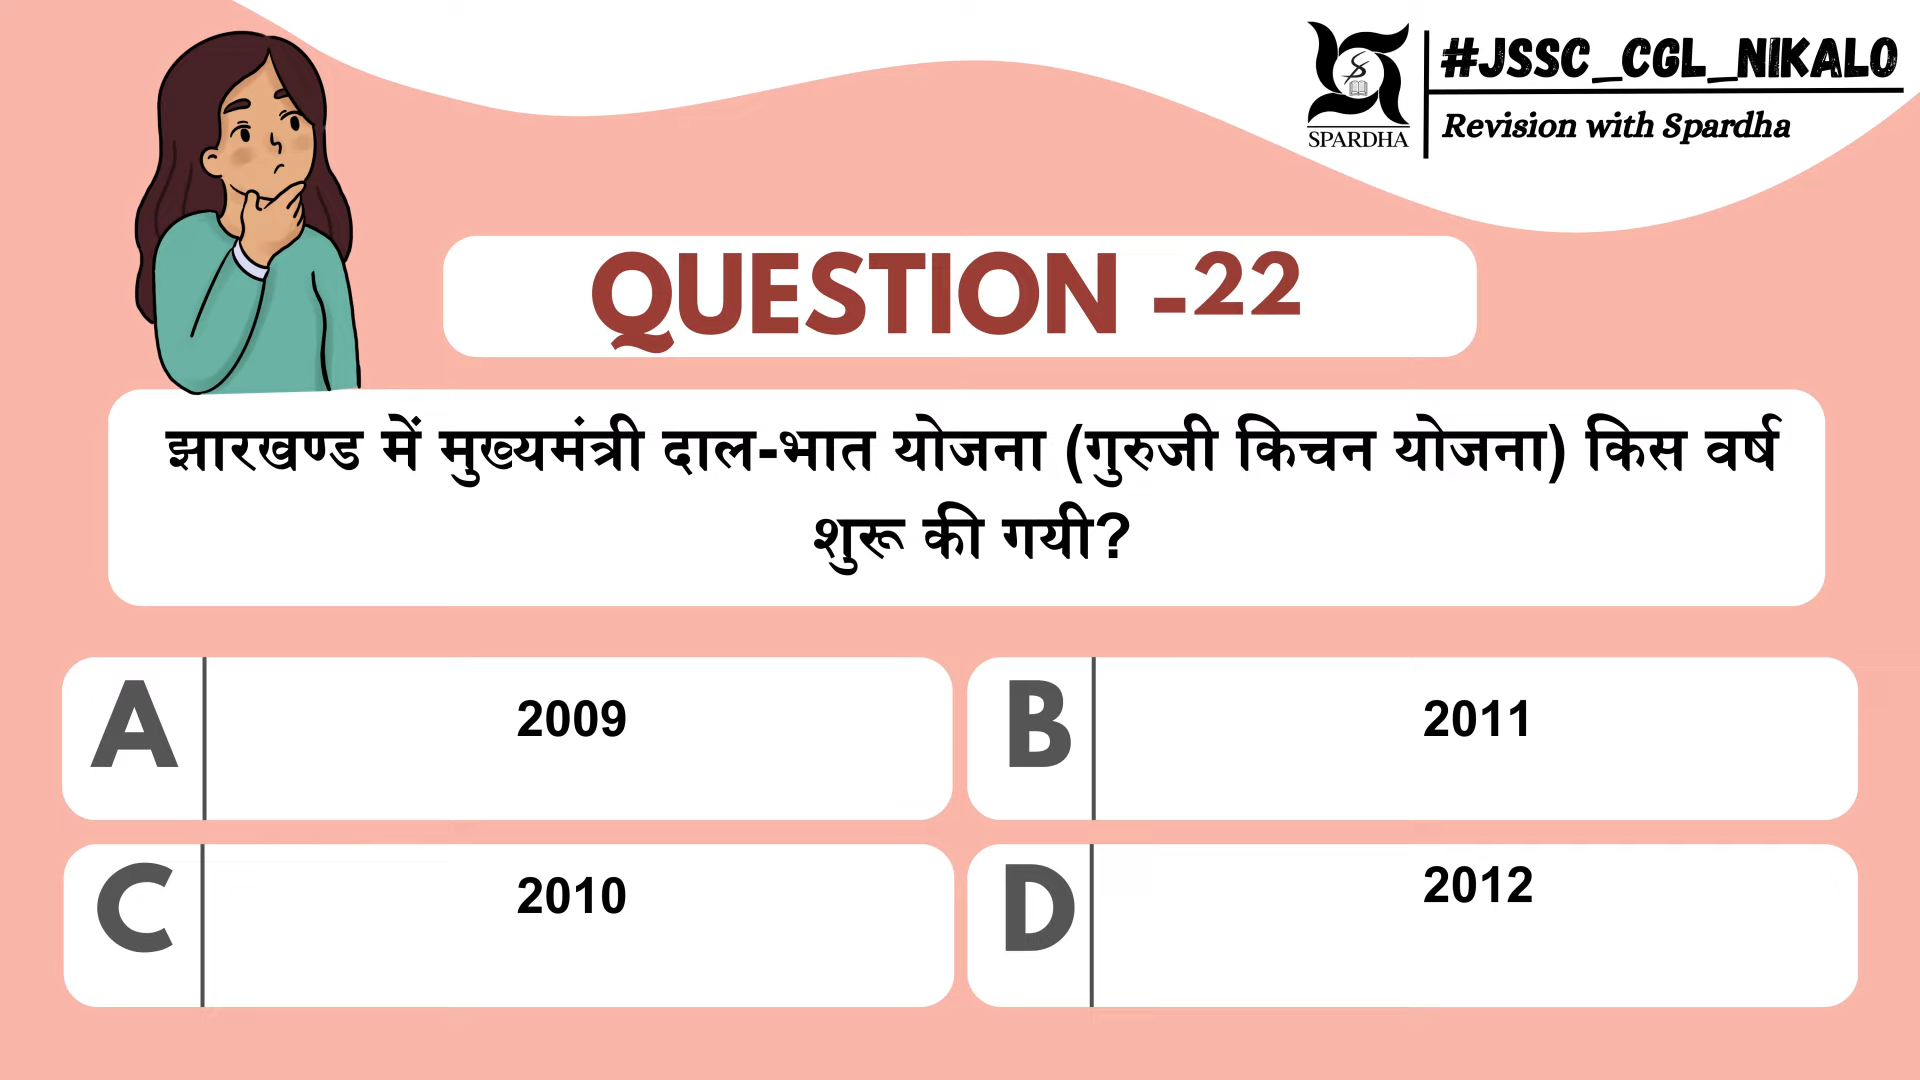 #JSSC_CGL_NIKALO
SPARDHA
Revision with Spardha
QUESTION -22
झारखण्ड में मुख्यमंत्री दाल-भात योजना (गुरुजी किचन योजना) किस वर्ष
शुरू की गयी?
A
2009
B
2011
C
2010
D
2012